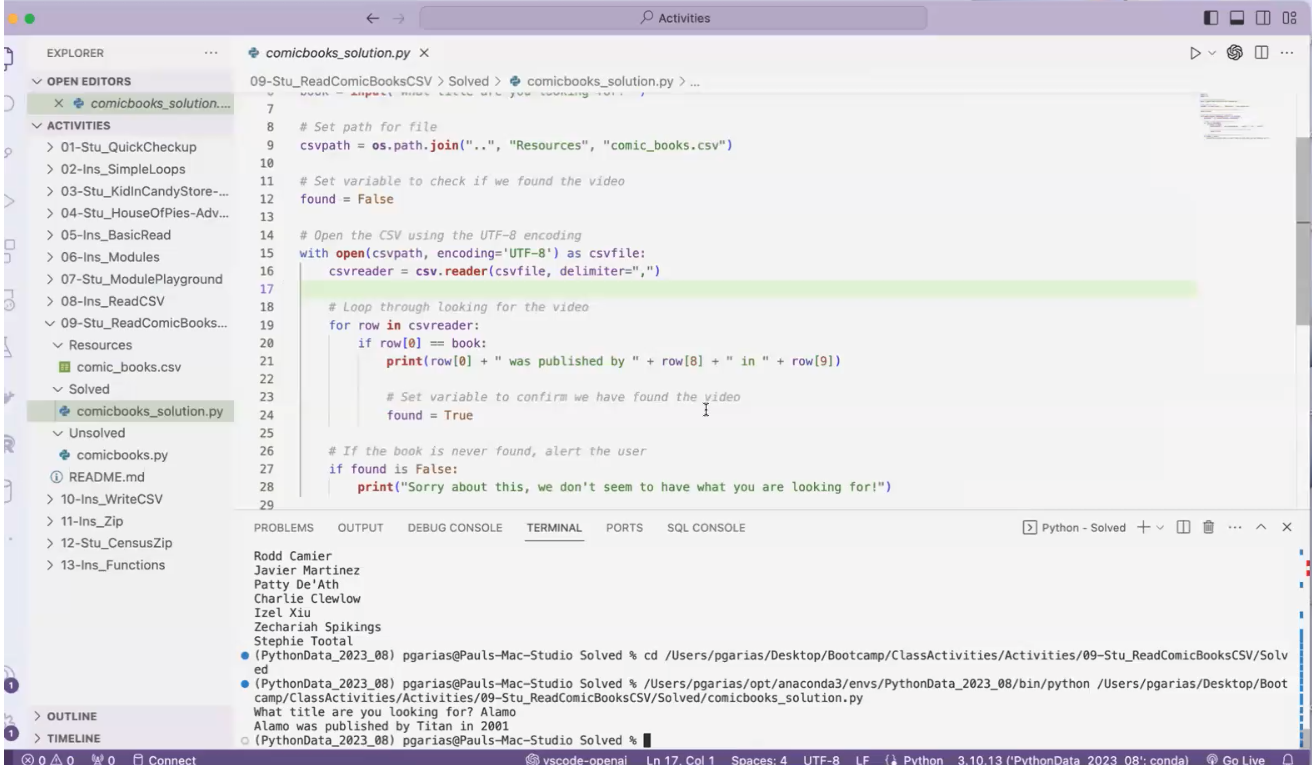 Activities
EXPLORER
OPEN EDITORS
comicbooks_solution....
ACTIVITIES
01-Stu_QuickCheckup
02-Ins_SimpleLoops
03-Stu_KidInCandyStore-...
04-Stu_HouseOfPies-Adv...
05-Ins_BasicRead
06-Ins_Modules
07-Stu_ModulePlayground
08-Ins_ReadCSV
09-Stu_ReadComicBooks...
Resources
comic_books.csv
Solved
comicbooks_solution.py
Unsolved
comicbooks.py
README.md
10-Ins_WriteCSV
11-Ins_Zip
12-Stu_CensusZip
13-Ins_Functions
OUTLINE
TIMELINE
comicbooks_solution.py
09-Stu_ReadComicBooksCSV > Solved > comicbooks_solution.py > ...
6 book = input("What title are you looking for? ")
7
8 # Set path for file
9 csvpath = os.path.join("..", "Resources", "comic_books.csv")
10
11 # Set variable to check if we found the video
12 found = False
13
14 # Open the CSV using the UTF-8 encoding
15 with open(csvpath, encoding='UTF-8') as csvfile:
16 csvreader = csv.reader(csvfile, delimiter=",")
17
18 # Loop through looking for the video
19 for row in csvreader:
20 if row[0] == book:
21 print(row[0] + " was published by " + row[8] + " in " + row[9])
22
23 # Set variable to confirm we have found the video
24 found = True
25
26 # If the book is never found, alert the user
27 if found is False:
28 print("Sorry about this, we don't seem to have what you are looking for!")
29
PROBLEMS OUTPUT DEBUG CONSOLE TERMINAL PORTS SQL CONSOLE Python - Solved
Rodd Camier
Javier Martinez
Patty De'Ath
Charlie Clewlow
Izel Xiu
Zechariah Spikings
Stephie Tootal
(PythonData_2023_08) pgarias@Pauls-Mac-Studio Solved % cd /Users/pgarias/Desktop/Bootcamp/ClassActivities/Activities/09-Stu_ReadComicBooksCSV/Solv
ed
(PythonData_2023_08) pgarias@Pauls-Mac-Studio Solved % /Users/pgarias/opt/anaconda3/envs/PythonData_2023_08/bin/python /Users/pgarias/Desktop/Boot
camp/ClassActivities/Activities/09-Stu_ReadComicBooksCSV/Solved/comicbooks_solution.py
What title are you looking for? Alamo
Alamo was published by Titan in 2001
(PythonData_2023_08) pgarias@Pauls-Mac-Studio Solved %
1
1
0 0 0 Connect vscode-openai Ln 17, Col 1 Spaces: 4 UTF-8 LF Python 3.10.13 ('PythonData_2023_08': conda) Go Live